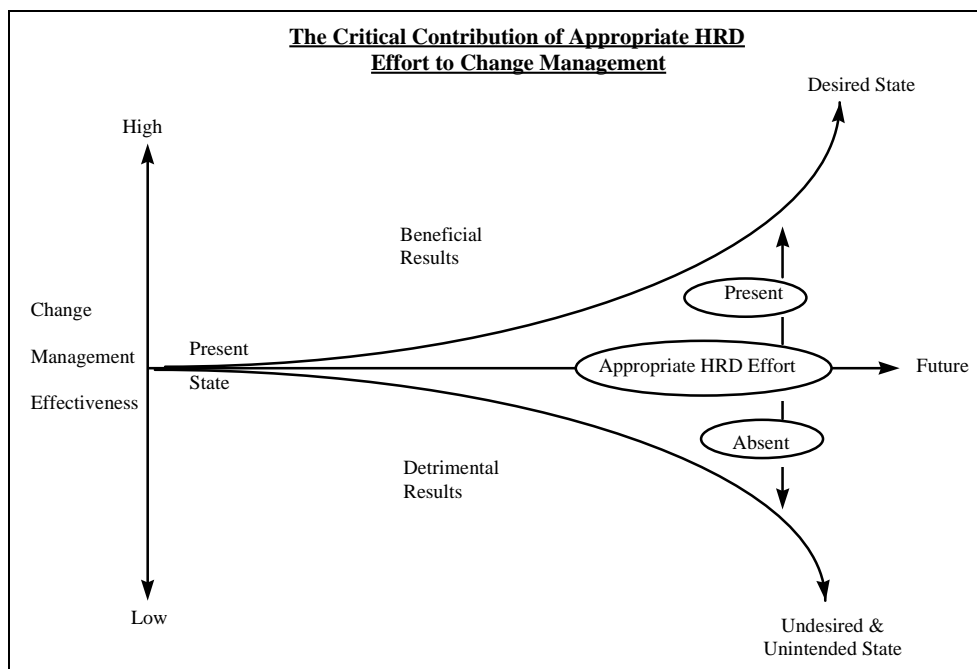 The Critical Contribution of Appropriate HRD
Effort to Change Management
Desired State
High
Beneficial
Results
Present
Change
Management
Effectiveness
Present
State
Appropriate HRD Effort
Future
Absent
Detrimental
Results
Low
Undesired &
Unintended State